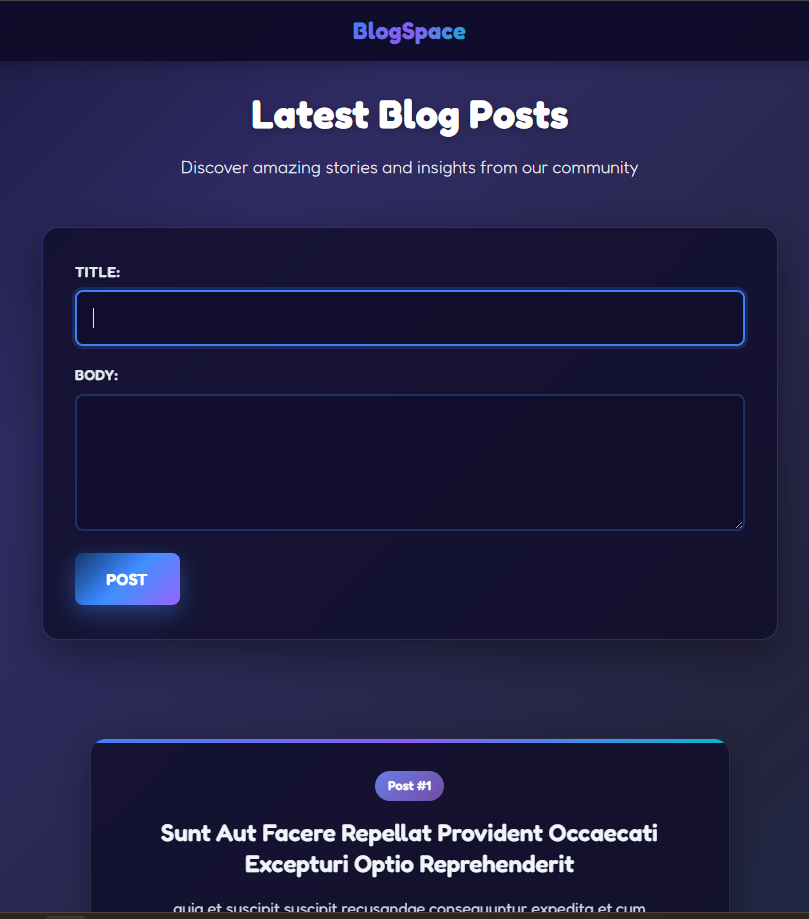 BlogSpace
Latest Blog Posts
Discover amazing stories and insights from our community
TITLE:
BODY:
POST
Post #1
Sunt Aut Facere Repellat Provident Occaecati
Excepturi Optio Reprehenderit
quia et suscipit suscipit recusandae consequuntur expedita et cum